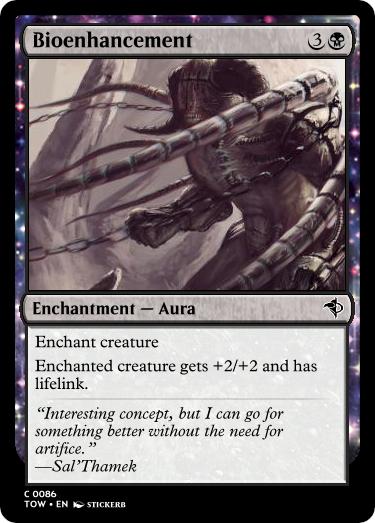 Bioenhancement 3
Enchantment — Aura
Enchant creature
Enchanted creature gets +2/+2 and has
lifelink.
“Interesting concept, but I can go for
something better without the need for
artifice.”
—Sal’Thamek
C 0086
TOW • EN STICKERB